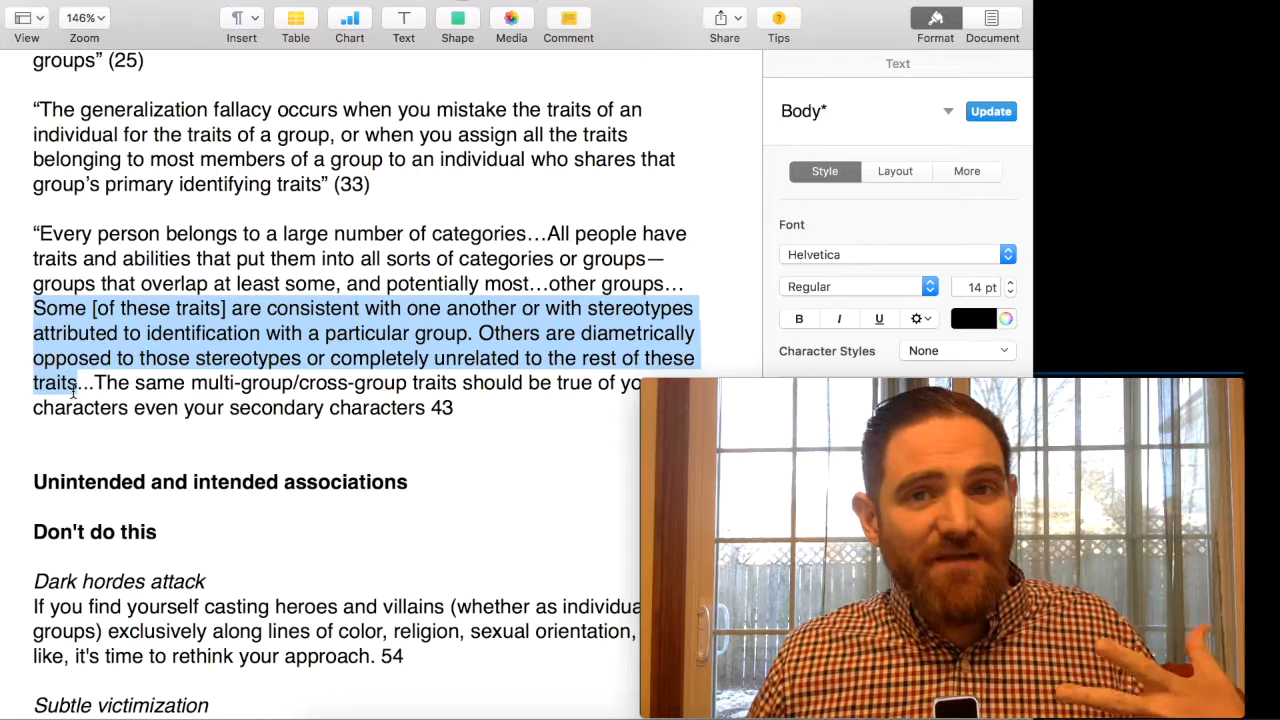 146%
View
Zoom
Insert
Table
Chart
Text
Shape
Media
Comment
Share
Tips
Format
Document
groups” (25)
“The generalization fallacy occurs when you mistake the traits of an
individual for the traits of a group, or when you assign all the traits
belonging to most members of a group to an individual who shares that
group’s primary identifying traits” (33)
“Every person belongs to a large number of categories…All people have
traits and abilities that put them into all sorts of categories or groups—
groups that overlap at least some, and potentially most…other groups…
Some [of these traits] are consistent with one another or with stereotypes
attributed to identification with a particular group. Others are diametrically
opposed to those stereotypes or completely unrelated to the rest of these
traits...The same multi-group/cross-group traits should be true of
characters even your secondary characters 43
Unintended and intended associations
Don't do this
Dark hordes attack
If you find yourself casting heroes and villains (whether as
groups) exclusively along lines of color, religion, sexual orientation,
like, it's time to rethink your approach. 54
Subtle victimization
Text
Body*
Update
Style
Layout
More
Font
Helvetica
Regular
14 pt
B
I
U
Character Styles
None